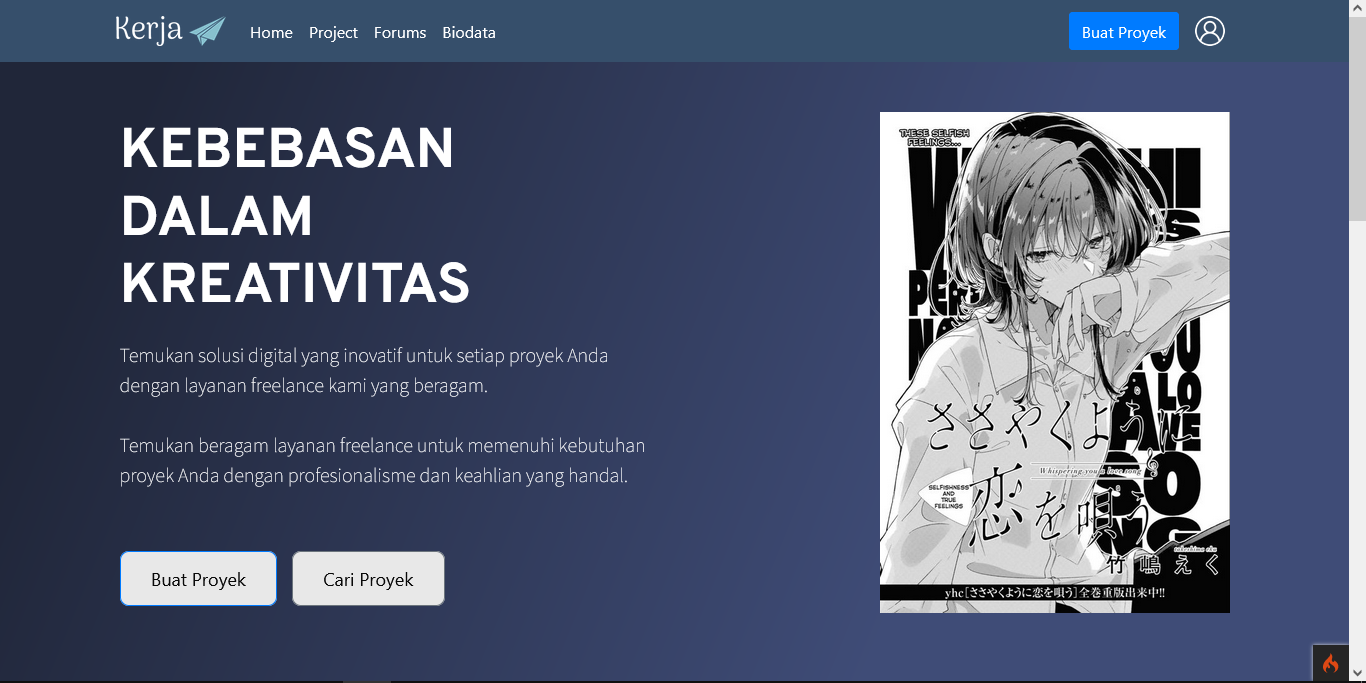 Kerja
Home Project Forums Biodata
Buat Proyek
KEBEBASAN
DALAM
KREATIVITAS
Temukan solusi digital yang inovatif untuk setiap proyek Anda
dengan layanan freelance kami yang beragam.
Temukan beragam layanan freelance untuk memenuhi kebutuhan
proyek Anda dengan profesionalisme dan keahlian yang handal.
Buat Proyek
Cari Proyek
THESE SELFISH
FEELINGS...
ささやくように
恋を唄う
Whispering you a love song
SELFISHNESS
AND
TRUE
FEELINGS
takeshima eku
竹嶋えく
yhc[ささやくように恋を唄う]全巻重版出来中!!